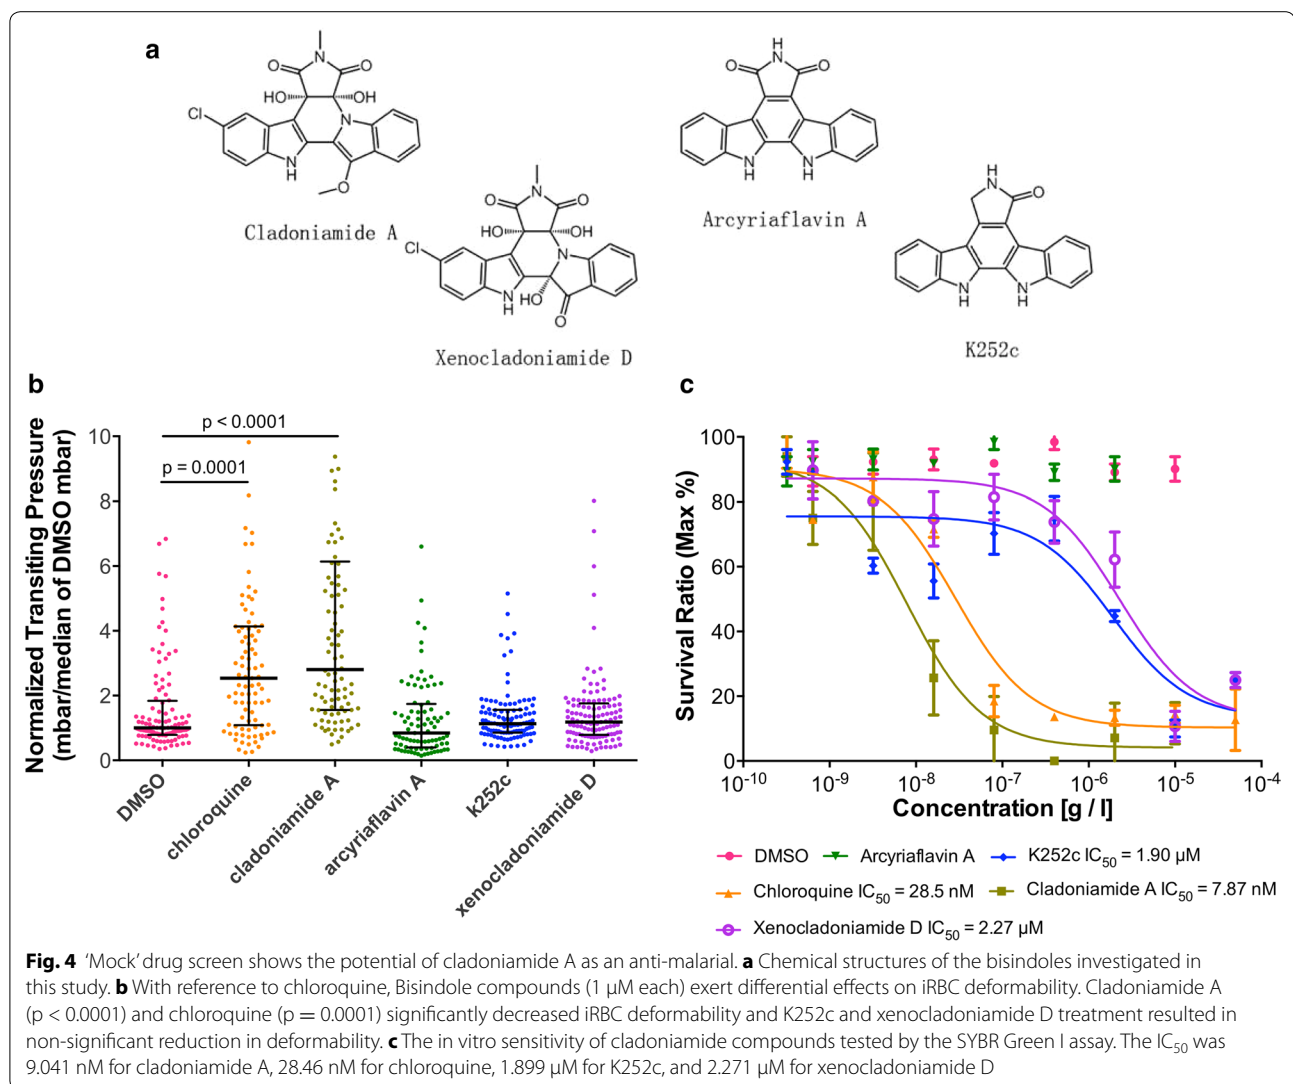 a
N
O
O
HO
OH
Cl
N
N
H
O
Cladoniamide A
N
O
O
HO
OH
Cl
N
N
H
HO
O
Xenocladoniamide D
H
N
O
O
N
H
N
H
Arcyriaflavin A
H
N
O
N
H
N
H
K252c
b
Normalized Transiting Pressure
(mbar/median of DMSO mbar)
p < 0.0001
p = 0.0001
10
8
6
4
2
0
DMSO
chloroquine
cladoniamide A
arcyriaflavin A
k252c
xenocladoniamide D
c
Survival Ratio (Max %)
100
80
60
40
20
0
10-10 10-9 10-8 10-7 10-6 10-5 10-4
Concentration [g / l]
DMSO Arcyriaflavin A K252c IC50 = 1.90 µM
Chloroquine IC50 = 28.5 nM Cladoniamide A IC50 = 7.87 nM
Xenocladoniamide D IC50 = 2.27 µM
Fig. 4 ‘Mock’ drug screen shows the potential of cladoniamide A as an anti-malarial. a Chemical structures of the bisindoles investigated in
this study. b With reference to chloroquine, Bisindole compounds (1 µM each) exert differential effects on iRBC deformability. Cladoniamide A
(p < 0.0001) and chloroquine (p = 0.0001) significantly decreased iRBC deformability and K252c and xenocladoniamide D treatment resulted in
non-significant reduction in deformability. c The in vitro sensitivity of cladoniamide compounds tested by the SYBR Green I assay. The IC50 was
9.041 nM for cladoniamide A, 28.46 nM for chloroquine, 1.899 µM for K252c, and 2.271 µM for xenocladoniamide D